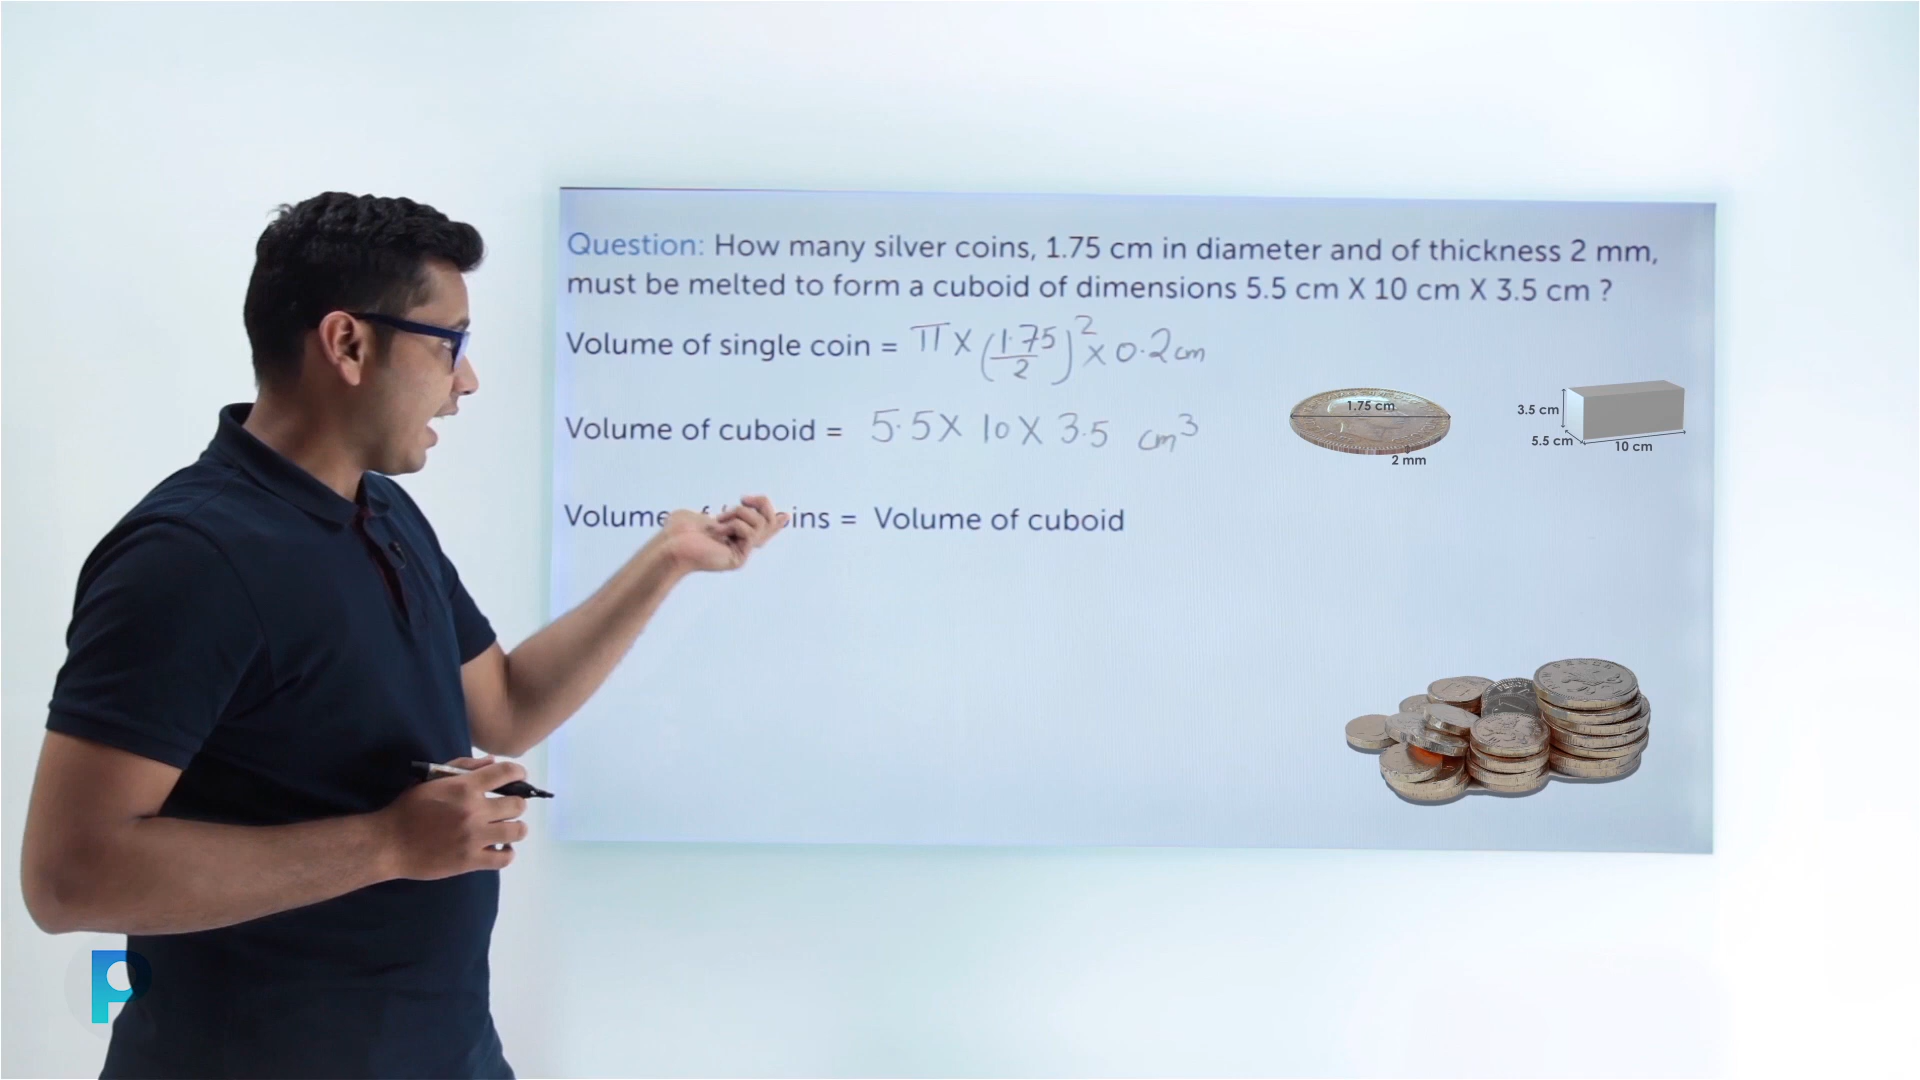 Question: How many silver coins, 1.75 cm in diameter and of thickness 2 mm,
must be melted to form a cuboid of dimensions 5.5 cm X 10 cm X 3.5 cm ?
Volume of single coin = π × (1.75/2)² × 0.2 cm
Volume of cuboid = 5.5 × 10 × 3.5 cm³
Volume = Volume of cuboid
1.75 cm
2 mm
3.5 cm
5.5 cm
10 cm
P